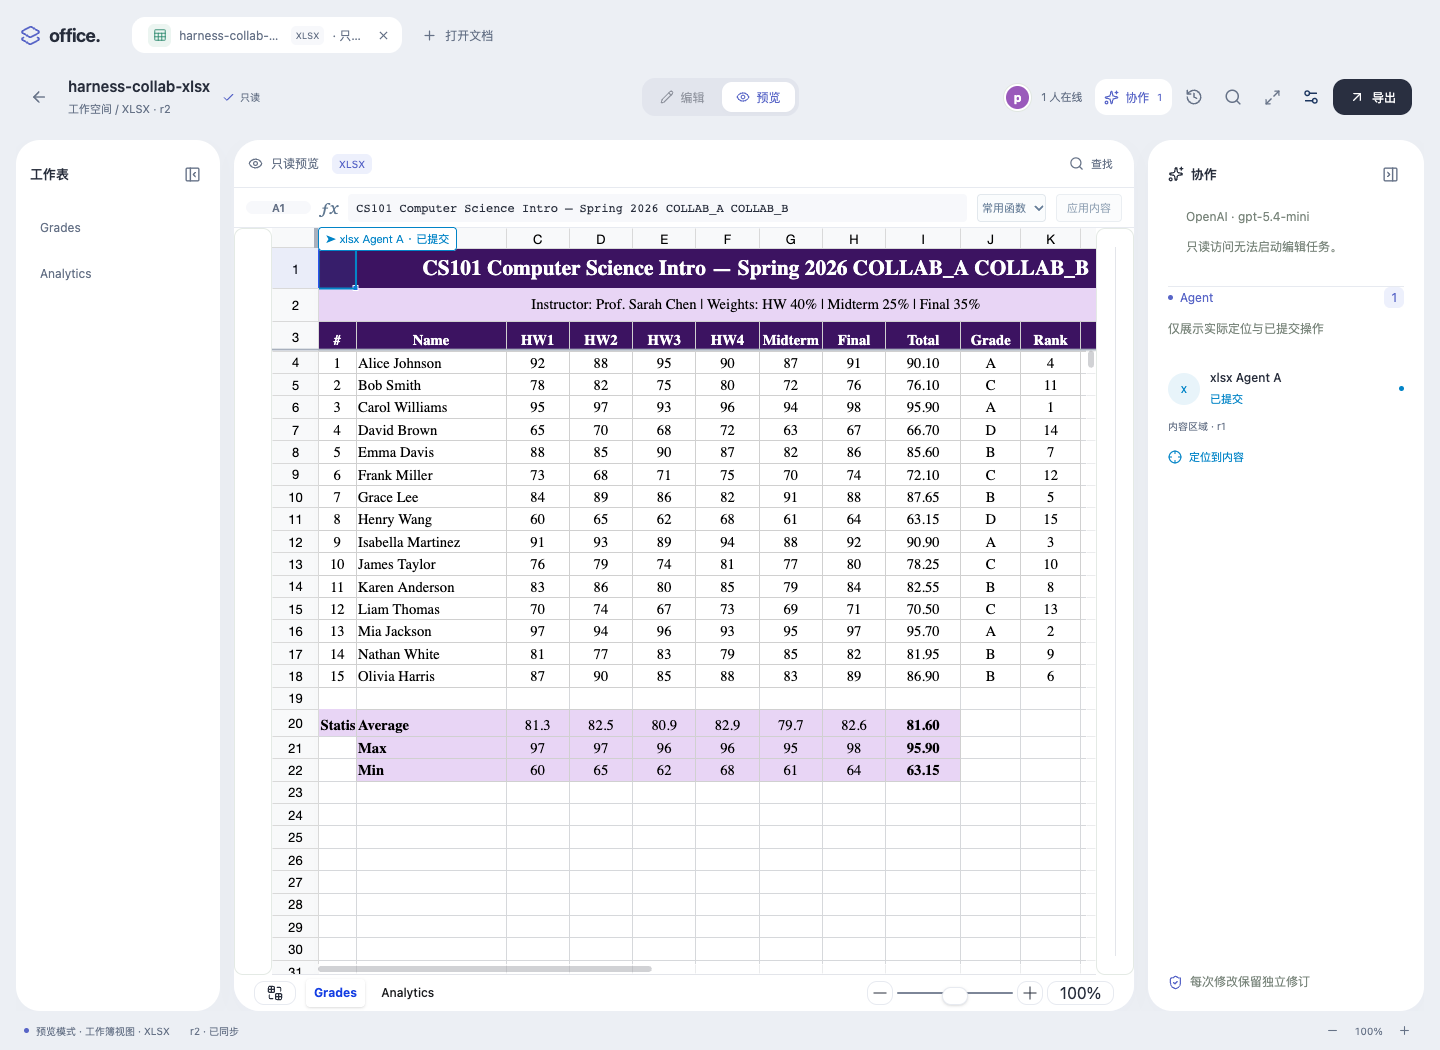 office.
harness-collab-... XLSX · 只...
打开文档
harness-collab-xlsx
只读
工作空间 / XLSX · r2
编辑
预览
p
1 人在线
协作 1
导出
工作表
Grades
Analytics
只读预览 XLSX
查找
A1 fx CS101 Computer Science Intro — Spring 2026 COLLAB_A COLLAB_B
常用函数
应用内容
xlsx Agent A · 已提交
C D E F G H I J K
1 CS101 Computer Science Intro — Spring 2026 COLLAB_A COLLAB_B
2 Instructor: Prof. Sarah Chen | Weights: HW 40% | Midterm 25% | Final 35%
3 # Name HW1 HW2 HW3 HW4 Midterm Final Total Grade Rank
4 1 Alice Johnson 92 88 95 90 87 91 90.10 A 4
5 2 Bob Smith 78 82 75 80 72 76 76.10 C 11
6 3 Carol Williams 95 97 93 96 94 98 95.90 A 1
7 4 David Brown 65 70 68 72 63 67 66.70 D 14
8 5 Emma Davis 88 85 90 87 82 86 85.60 B 7
9 6 Frank Miller 73 68 71 75 70 74 72.10 C 12
10 7 Grace Lee 84 89 86 82 91 88 87.65 B 5
11 8 Henry Wang 60 65 62 68 61 64 63.15 D 15
12 9 Isabella Martinez 91 93 89 94 88 92 90.90 A 3
13 10 James Taylor 76 79 74 81 77 80 78.25 C 10
14 11 Karen Anderson 83 86 80 85 79 84 82.55 B 8
15 12 Liam Thomas 70 74 67 73 69 71 70.50 C 13
16 13 Mia Jackson 97 94 96 93 95 97 95.70 A 2
17 14 Nathan White 81 77 83 79 85 82 81.95 B 9
18 15 Olivia Harris 87 90 85 88 83 89 86.90 B 6
19
20 Statis Average 81.3 82.5 80.9 82.9 79.7 82.6 81.60
21 Max 97 97 96 96 95 98 95.90
22 Min 60 65 62 68 61 64 63.15
23
24
25
26
27
28
29
30
31
Grades
Analytics
100%
协作
OpenAI · gpt-5.4-mini
只读访问无法启动编辑任务。
Agent 1
仅展示实际定位与已提交操作
x
xlsx Agent A
已提交
内容区域 · r1
定位到内容
每次修改保留独立修订
预览模式 · 工作簿视图 · XLSX r2 · 已同步
100%